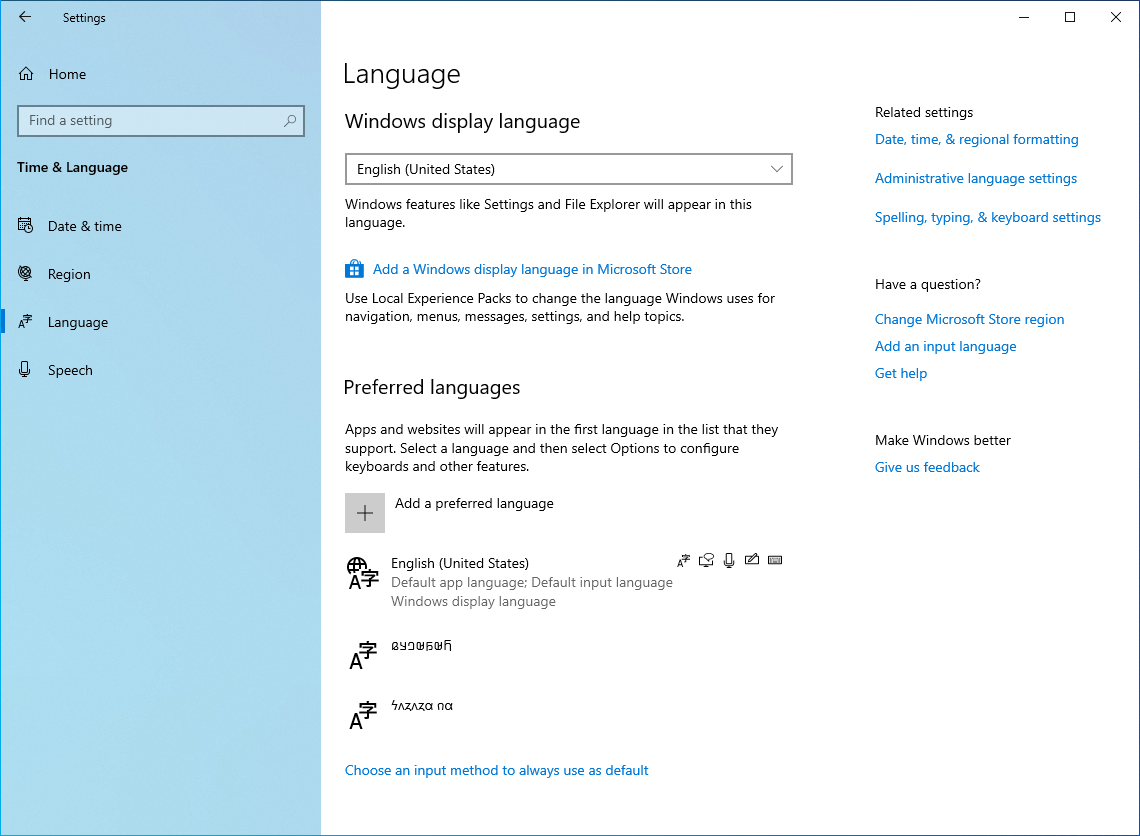 Settings
Home
Find a setting
Time & Language
Date & time
Region
Language
Speech
Language
Windows display language
English (United States)
Windows features like Settings and File Explorer will appear in this
language.
Add a Windows display language in Microsoft Store
Use Local Experience Packs to change the language Windows uses for
navigation, menus, messages, settings, and help topics.
Preferred languages
Apps and websites will appear in the first language in the list that they
support. Select a language and then select Options to configure
keyboards and other features.
Add a preferred language
English (United States)
Default app language; Default input language
Windows display language
Choose an input method to always use as default
Related settings
Date, time, & regional formatting
Administrative language settings
Spelling, typing, & keyboard settings
Have a question?
Change Microsoft Store region
Add an input language
Get help
Make Windows better
Give us feedback